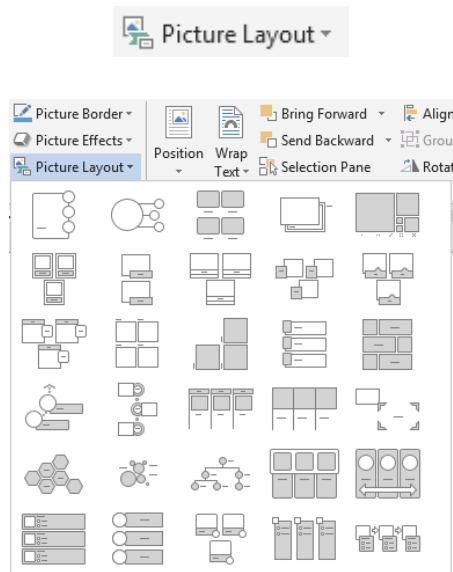 Picture Layout
Picture Border
Picture Effects
Picture Layout
Position
Wrap
Text
Bring Forward
Send Backward
Selection Pane
Align
Grou
Rotat